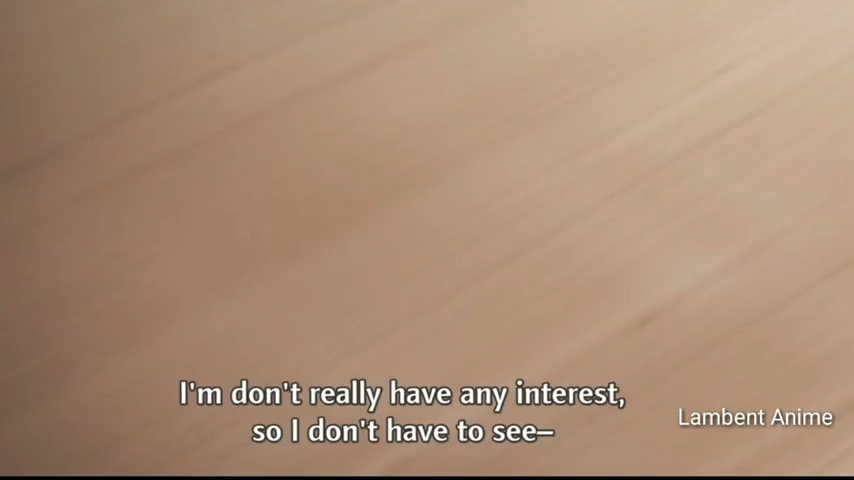 I'm don't really have any interest,
so I don't have to see–
Lambent Anime